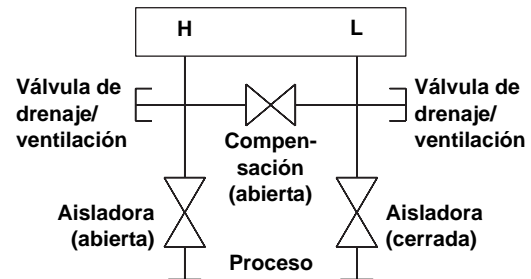 H L
Válvula de
drenaje/
ventilación
Válvula de
drenaje/
ventilación
Compen-
sación
(abierta)
Aisladora
(abierta)
Aisladora
(cerrada)
Proceso